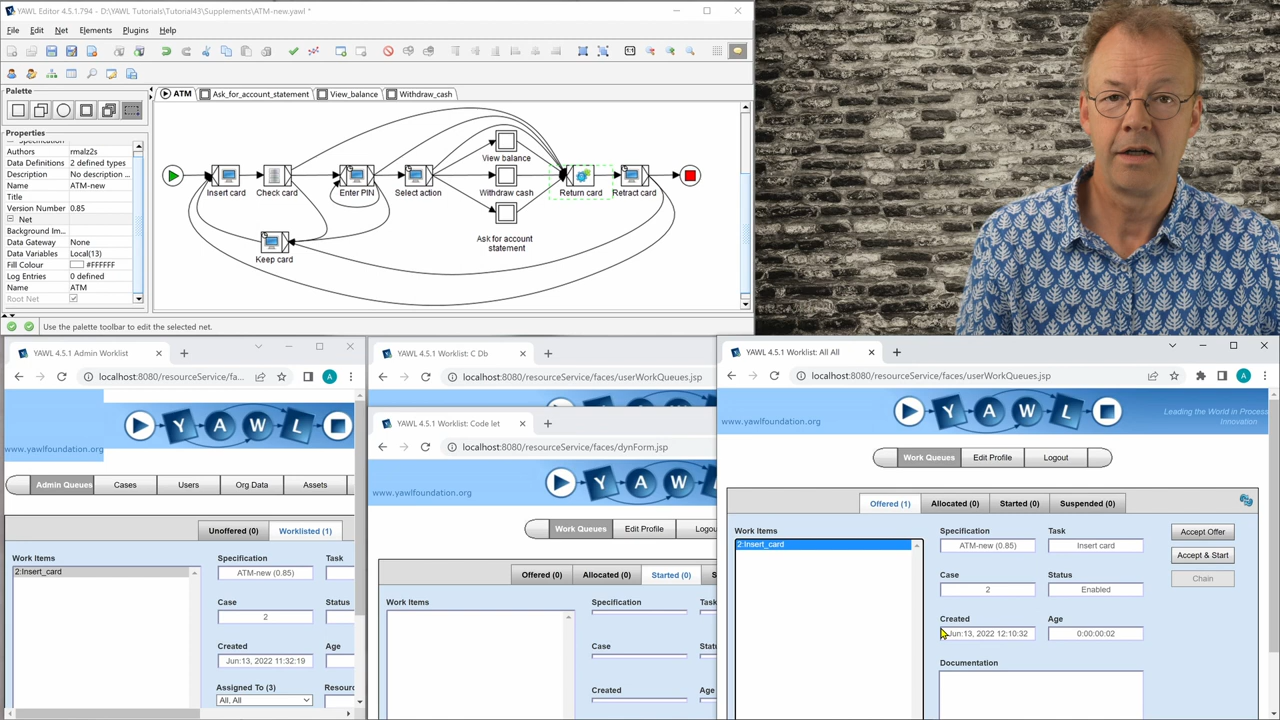 YAWL Editor 4.5.1.794 - D:\YAWL Tutorials\Tutorial43\Supplements\ATM-new.yawl *
File Edit Net Elements Plugins Help
Palette
ATM Ask_for_account_statement View_balance Withdraw_cash
Properties
Authors rmalz2s
Data Definitions 2 defined types
Description No description ...
Name ATM-new
Title
Version Number 0.85
Net
Background Im...
Data Gateway None
Data Variables Local(13)
Fill Colour #FFFFFF
Log Entries 0 defined
Name ATM
Root Net
View balance
Insert card Check card Enter PIN Select action Withdraw cash Return card Retract card
Keep card
Ask for account
statement
Use the palette toolbar to edit the selected net.
YAWL 4.5.1 Admin Worklist
localhost:8080/resourceService/fa...
A
YAWL
www.yawlfoundation.org
Admin Queues Cases Users Org Data Assets
Unoffered (0) Worklisted (1)
Work Items
2:Insert_card
Specification Task
ATM-new (0.85)
Case Status
2
Created Age
Jun:13, 2022 11:32:19
Assigned To (3) Resourc
All, All
YAWL 4.5.1 Worklist: C Db
localhost:8080/resourceService/faces/userWorkQueues.jsp
YAWL 4.5.1 Worklist: Code let
localhost:8080/resourceService/faces/dynForm.jsp
YAWL
www.yawlfoundation.org
Work Queues Edit Profile Logou
Offered (0) Allocated (0) Started (0) S
Work Items
Specification Task
Case Status
Created Age
YAWL 4.5.1 Worklist: All All
localhost:8080/resourceService/faces/userWorkQueues.jsp
A
YAWL
Leading the World in Process
Innovation
www.yawlfoundation.org
Work Queues Edit Profile Logout
Offered (1) Allocated (0) Started (0) Suspended (0)
Work Items
2:Insert_card
Specification Task
ATM-new (0.85) Insert card
Case Status
2 Enabled
Created Age
Jun:13, 2022 12:10:32 0:00:00:02
Documentation
Accept Offer
Accept & Start
Chain